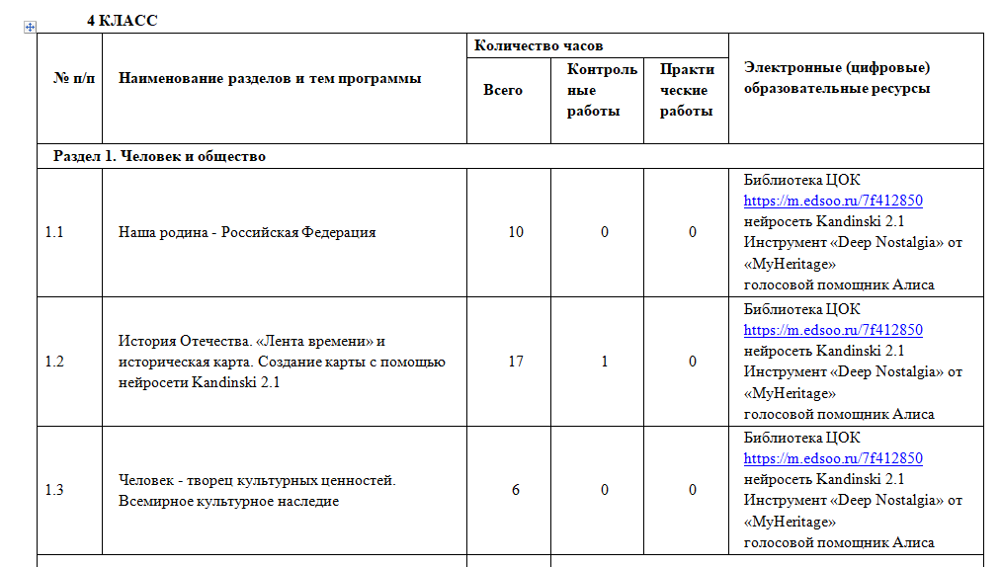 4 КЛАСС
№ п/п
Наименование разделов и тем программы
Количество часов
Электронные (цифровые)
образовательные ресурсы
Всего
Контроль
ные
работы
Практи
ческие
работы
Раздел 1. Человек и общество
1.1
Наша родина - Российская Федерация
10
0
0
Библиотека ЦОК
https://m.edsoo.ru/7f412850
нейросеть Kandinski 2.1
Инструмент «Deep Nostalgia» от
«MyHeritage»
голосовой помощник Алиса
1.2
История Отечества. «Лента времени» и
историческая карта. Создание карты с помощью
нейросети Kandinski 2.1
17
1
0
Библиотека ЦОК
https://m.edsoo.ru/7f412850
нейросеть Kandinski 2.1
Инструмент «Deep Nostalgia» от
«MyHeritage»
голосовой помощник Алиса
1.3
Человек - творец культурных ценностей.
Всемирное культурное наследие
6
0
0
Библиотека ЦОК
https://m.edsoo.ru/7f412850
нейросеть Kandinski 2.1
Инструмент «Deep Nostalgia» от
«MyHeritage»
голосовой помощник Алиса